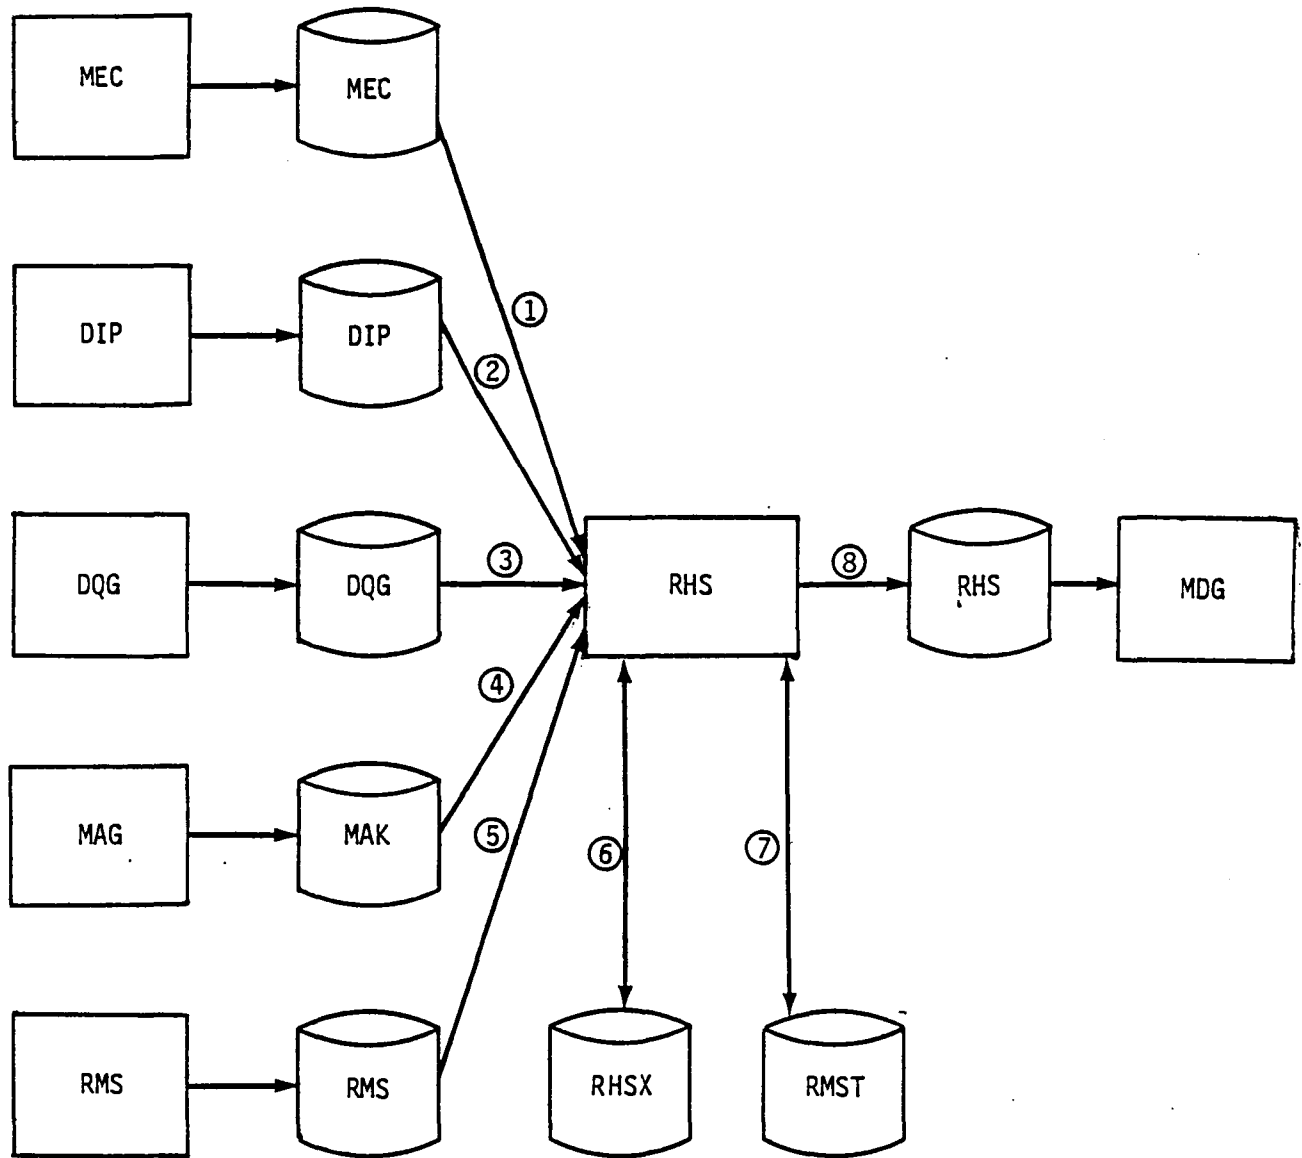 MEC
MEC
①
DIP
DIP
②
DQG
DQG
③
RHS
⑧
RHS
MDG
④
MAG
MAK
⑤
⑥
⑦
RMS
RMS
RHSX
RMST